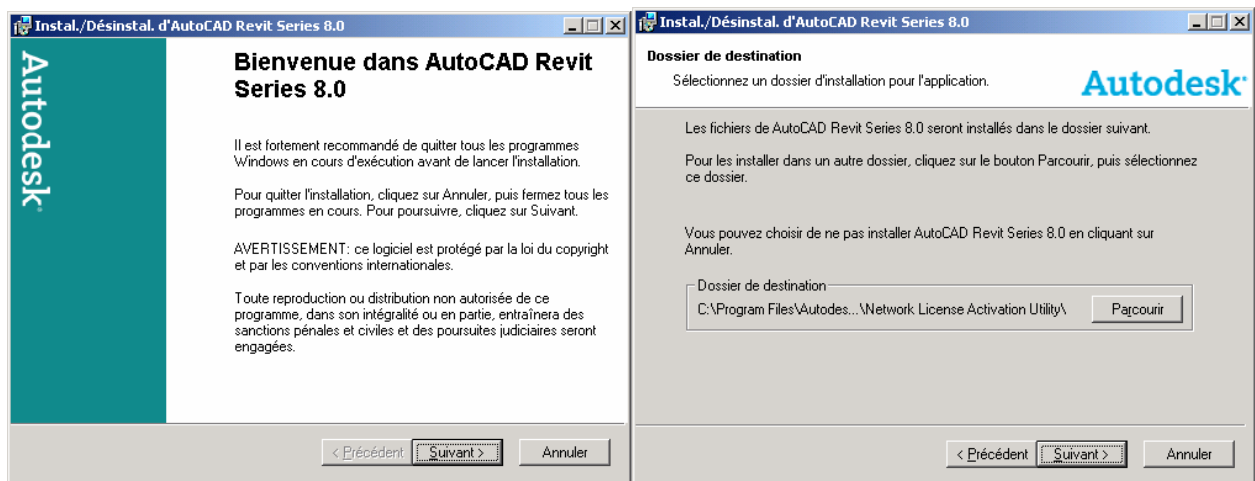 Instal./Désinstal. d'AutoCAD Revit Series 8.0
Autodesk
Bienvenue dans AutoCAD Revit
Series 8.0
Il est fortement recommandé de quitter tous les programmes
Windows en cours d'exécution avant de lancer l'installation.
Pour quitter l'installation, cliquez sur Annuler, puis fermez tous les
programmes en cours. Pour poursuivre, cliquez sur Suivant.
AVERTISSEMENT: ce logiciel est protégé par la loi du copyright
et par les conventions internationales.
Toute reproduction ou distribution non autorisée de ce
programme, dans son intégralité ou en partie, entraînera des
sanctions pénales et civiles et des poursuites judiciaires seront
engagées.
< Précédent Suivant > Annuler
Instal./Désinstal. d'AutoCAD Revit Series 8.0
Dossier de destination
Sélectionnez un dossier d'installation pour l'application.
Autodesk
Les fichiers de AutoCAD Revit Series 8.0 seront installés dans le dossier suivant.
Pour les installer dans un autre dossier, cliquez sur le bouton Parcourir, puis sélectionnez
ce dossier.
Vous pouvez choisir de ne pas installer AutoCAD Revit Series 8.0 en cliquant sur
Annuler.
Dossier de destination
C:\Program Files\Autodes...\Network License Activation Utility\ Parcourir
< Précédent Suivant > Annuler